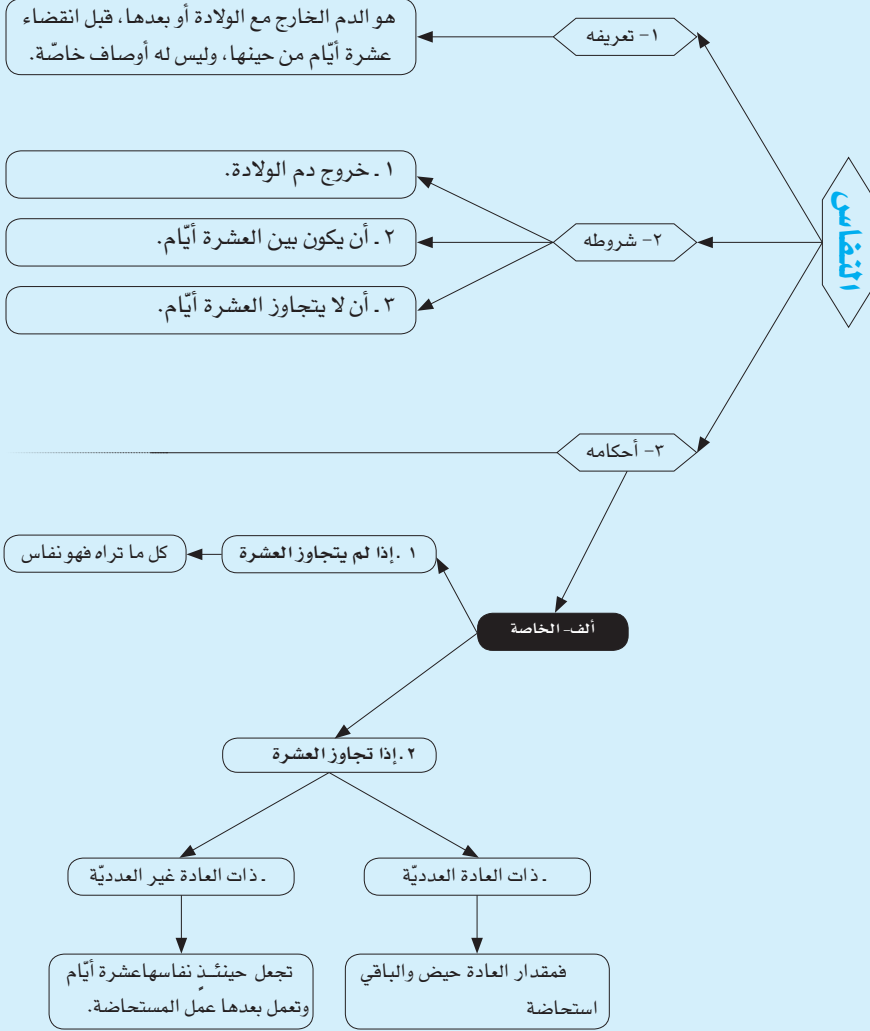 النفاس
١- تعريفه
هو الدم الخارج مع الولادة أو بعدها، قبل انقضاء
عشرة أيّام من حينها، وليس له أوصاف خاصّة.
٢- شروطه
١ ـ خروج دم الولادة.
٢ ـ أن يكون بين العشرة أيّام.
٣ ـ أن لا يتجاوز العشرة أيّام.
٣- أحكامه
ألف- الخاصة
١ .إذا لم يتجاوز العشرة
كل ما تراه فهو نفاس
٢.إذا تجاوز العشرة
ـ ذات العادة العدديّة
فمقدار العادة حيض والباقي
استحاضة
ـ ذات العادة غير العدديّة
تجعل حينئـذٍ نفاسهاعشرة أيّام
وتعمل بعدها عمل المستحاضة.